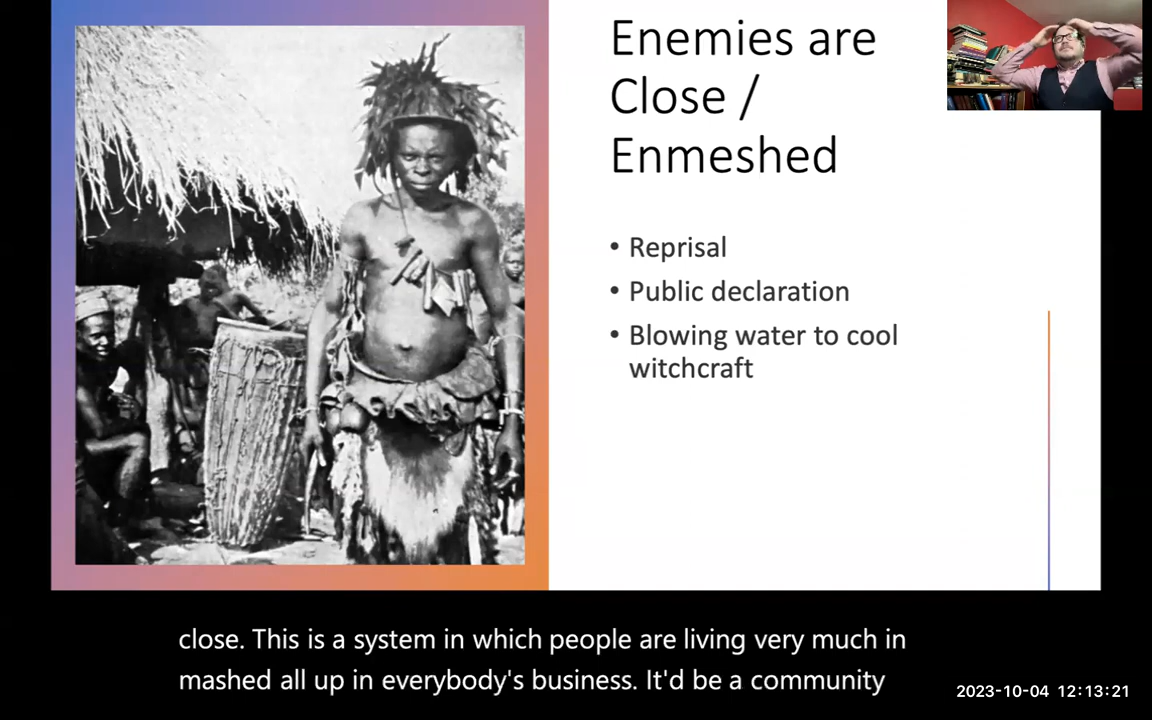 Enemies are
Close /
Enmeshed
• Reprisal
• Public declaration
• Blowing water to cool
witchcraft
close. This is a system in which people are living very much in
mashed all up in everybody's business. It'd be a community
2023-10-04 12:13:21